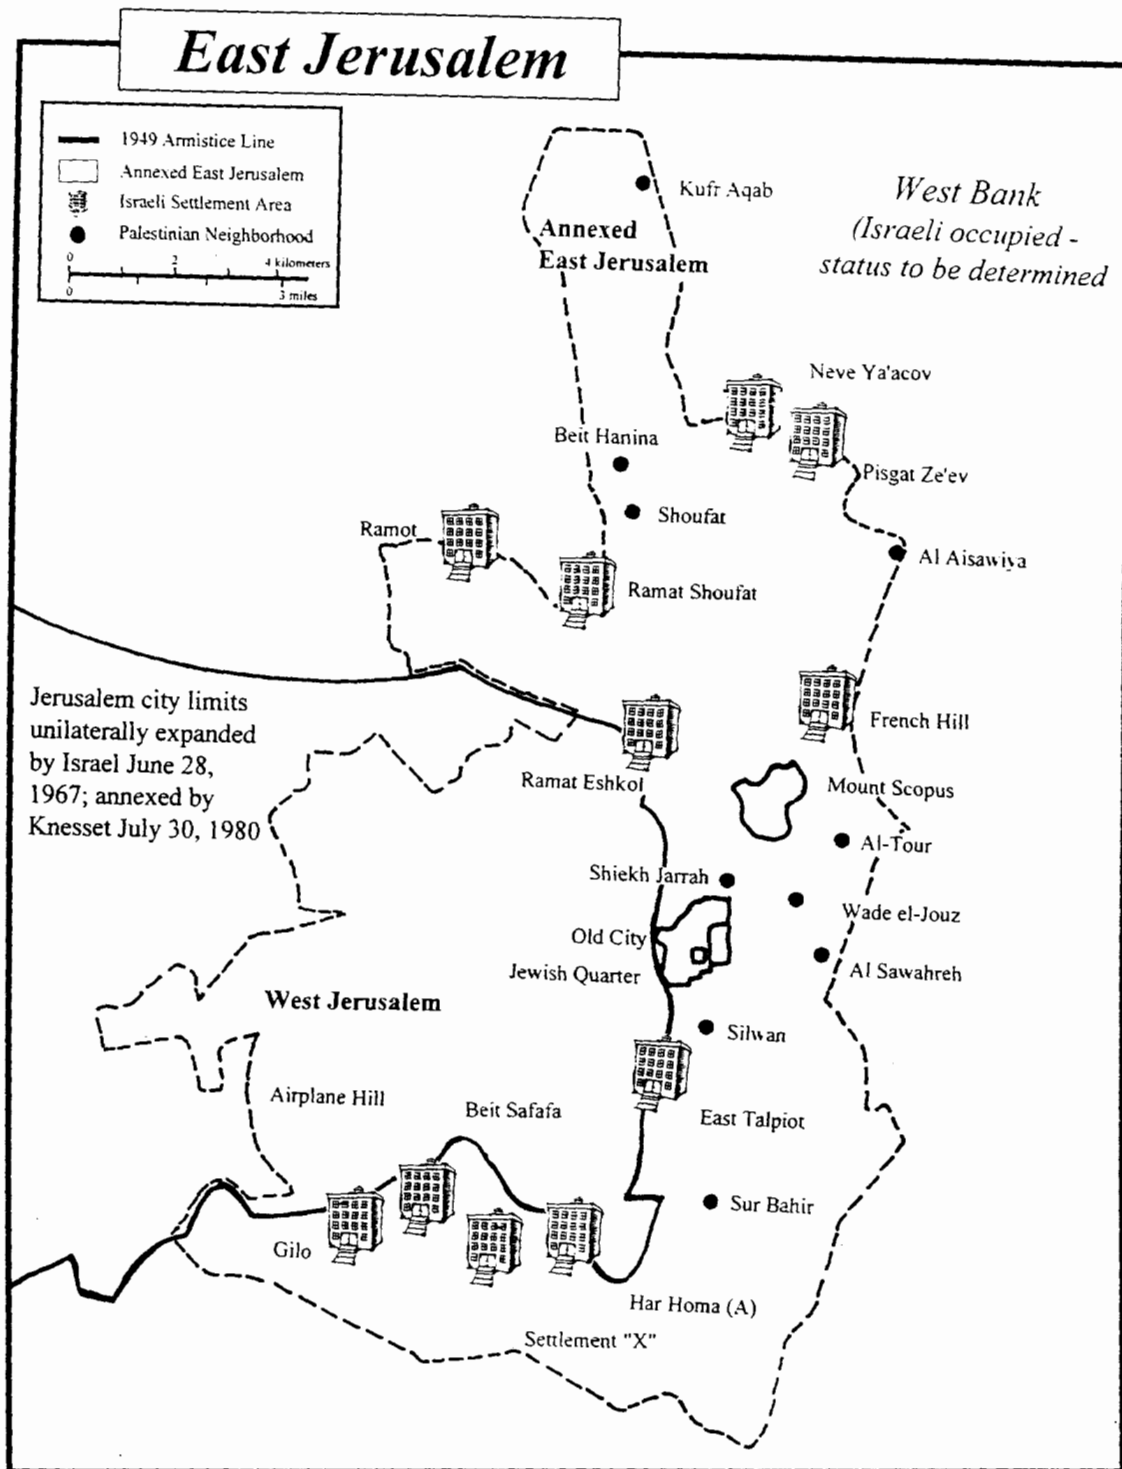 East Jerusalem
1949 Armistice Line
Annexed East Jerusalem
Israeli Settlement Area
Palestinian Neighborhood
0 2 4 kilometers
0 3 miles
Kufr Aqab
West Bank
(Israeli occupied -
status to be determined
Annexed
East Jerusalem
Neve Ya'acov
Beit Hanina
Pisgat Ze'ev
Shoufat
Ramot
Al Aisawiya
Ramat Shoufat
Jerusalem city limits
unilaterally expanded
by Israel June 28,
1967; annexed by
Knesset July 30, 1980
French Hill
Ramat Eshkol
Mount Scopus
Al-Tour
Shiekh Jarrah
Wade el-Jouz
Old City
Jewish Quarter
Al Sawahreh
West Jerusalem
Silwan
Airplane Hill
Beit Safafa
East Talpiot
Sur Bahir
Gilo
Har Homa (A)
Settlement "X"